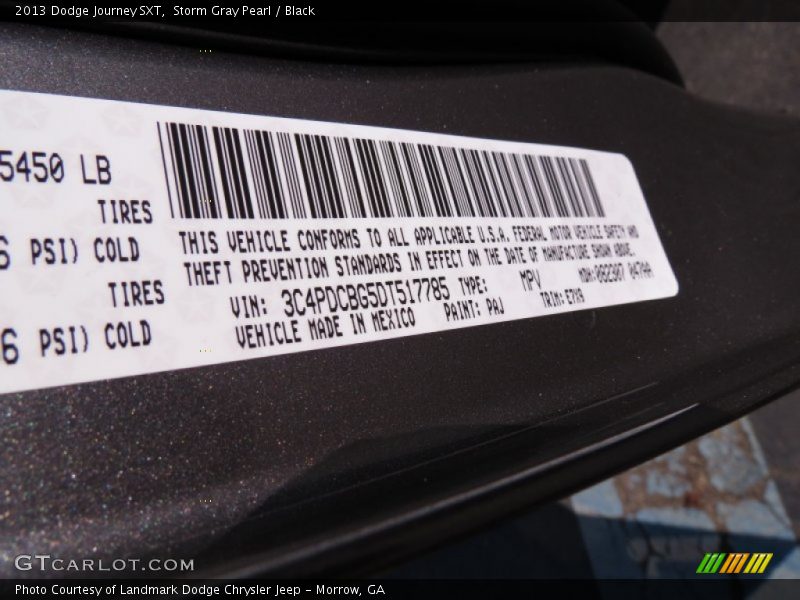 2013 Dodge Journey SXT, Storm Gray Pearl / Black
5450 LB
TIRES
6 PSI) COLD
TIRES
6 PSI) COLD
THIS VEHICLE CONFORMS TO ALL APPLICABLE U.S.A. FEDERAL MOTOR VEHICLE SAFETY AND
THEFT PREVENTION STANDARDS IN EFFECT ON THE DATE OF MANUFACTURE SHOWN ABOVE.
VIN: 3C4PDCBG5DT517785 TYPE: MPV
VEHICLE MADE IN MEXICO PAINT: PAJ TRIM:
GTCARLOT.COM
Photo Courtesy of Landmark Dodge Chrysler Jeep - Morrow, GA